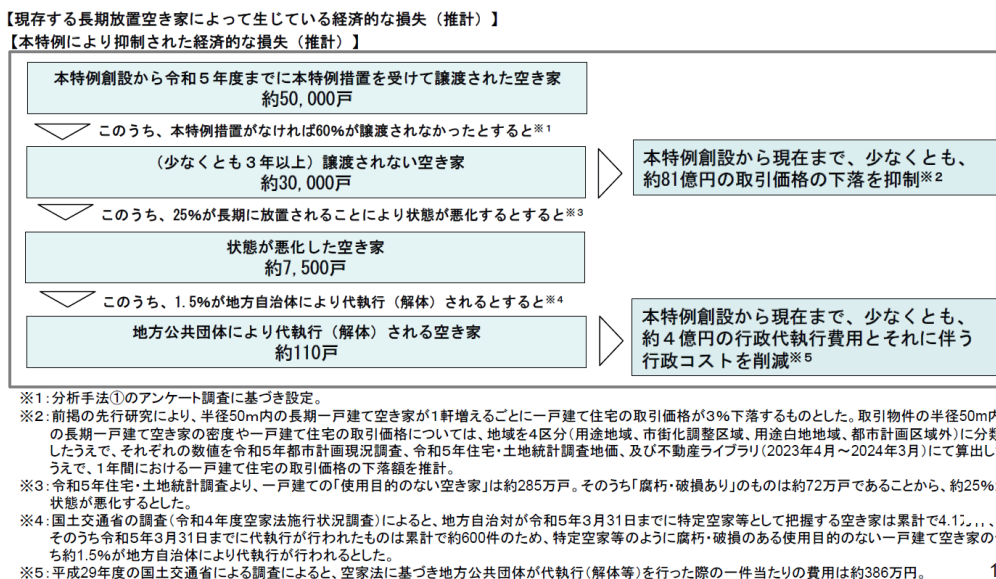 【現存する長期放置空き家によって生じている経済的な損失（推計）】
【本特例により抑制された経済的な損失（推計）】
本特例創設から令和５年度までに本特例措置を受けて譲渡された空き家
約50,000戸
このうち、本特例措置がなければ60%が譲渡されなかったとすると※1
（少なくとも３年以上）譲渡されない空き家
約30,000戸
本特例創設から現在まで、少なくとも、
約81億円の取引価格の下落を抑制※2
このうち、25%が長期に放置されることにより状態が悪化するとすると※3
状態が悪化した空き家
約7,500戸
このうち、1.5%が地方自治体により代執行（解体）されるとすると※4
地方公共団体により代執行（解体）される空き家
約110戸
本特例創設から現在まで、少なくとも、
約４億円の行政代執行費用とそれに伴う
行政コストを削減※5
※1：分析手法①のアンケート調査に基づき設定。
※2：前掲の先行研究により、半径50m内の長期一戸建て空き家が1軒増えるごとに一戸建て住宅の取引価格が3%下落するものとした。取引物件の半径50m内
の長期一戸建て空き家の密度や一戸建て住宅の取引価格については、地域を4区分（用途地域、市街化調整区域、用途白地地域、都市計画区域外）に分類
したうえで、それぞれの数値を令和5年都市計画現況調査、令和5年住宅・土地統計調査地価、及び不動産ライブラリ（2023年4月～2024年3月）にて算出し
うえで、1年間における一戸建て住宅の取引価格の下落額を推計。
※3：令和5年住宅・土地統計調査より、一戸建ての「使用目的のない空き家」は約285万戸。そのうち「腐朽・破損あり」のものは約72万戸であることから、約25%
状態が悪化するとした。
※4：国土交通省の調査（令和4年度空家法施行状況調査）によると、地方自治対が令和5年3月31日までに特定空家等として把握する空き家は累計で4.1
そのうち令和5年3月31日までに代執行が行われたものは累計で約600件のため、特定空家等のように腐朽・破損のある使用目的のない一戸建て空き家の
ち約1.5%が地方自治体により代執行が行われるとした。
※5：平成29年度の国土交通省による調査によると、空家法に基づき地方公共団体が代執行（解体等）を行った際の一件当たりの費用は約386万円。
1